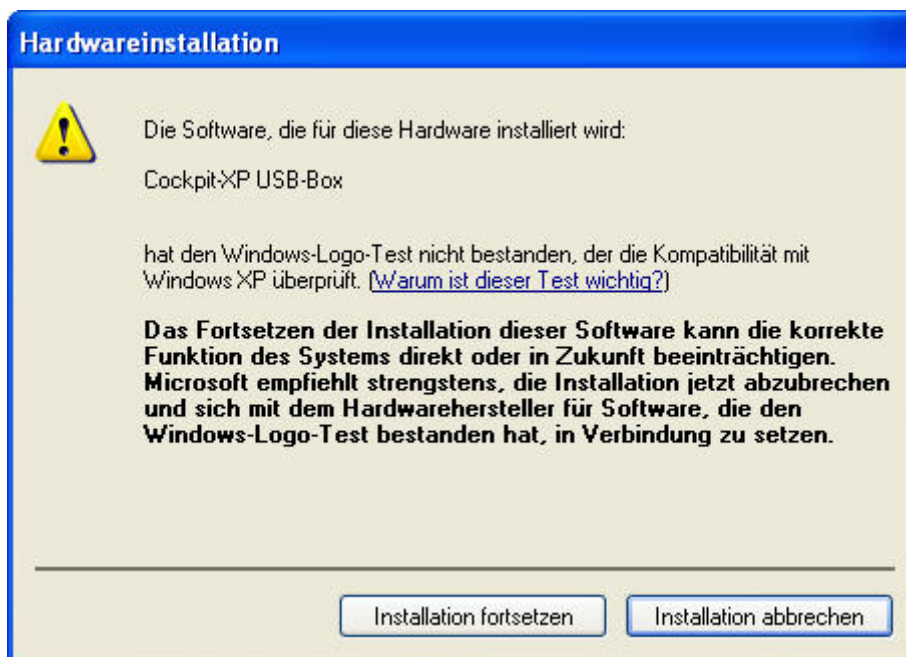 Hardwareinstallation
Die Software, die für diese Hardware installiert wird:
Cockpit-XP USB-Box
hat den Windows-Logo-Test nicht bestanden, der die Kompatibilität mit
Windows XP überprüft. (Warum ist dieser Test wichtig?)
Das Fortsetzen der Installation dieser Software kann die korrekte
Funktion des Systems direkt oder in Zukunft beeinträchtigen.
Microsoft empfiehlt strengstens, die Installation jetzt abzubrechen
und sich mit dem Hardwarehersteller für Software, die den
Windows-Logo-Test bestanden hat, in Verbindung zu setzen.
Installation fortsetzen
Installation abbrechen